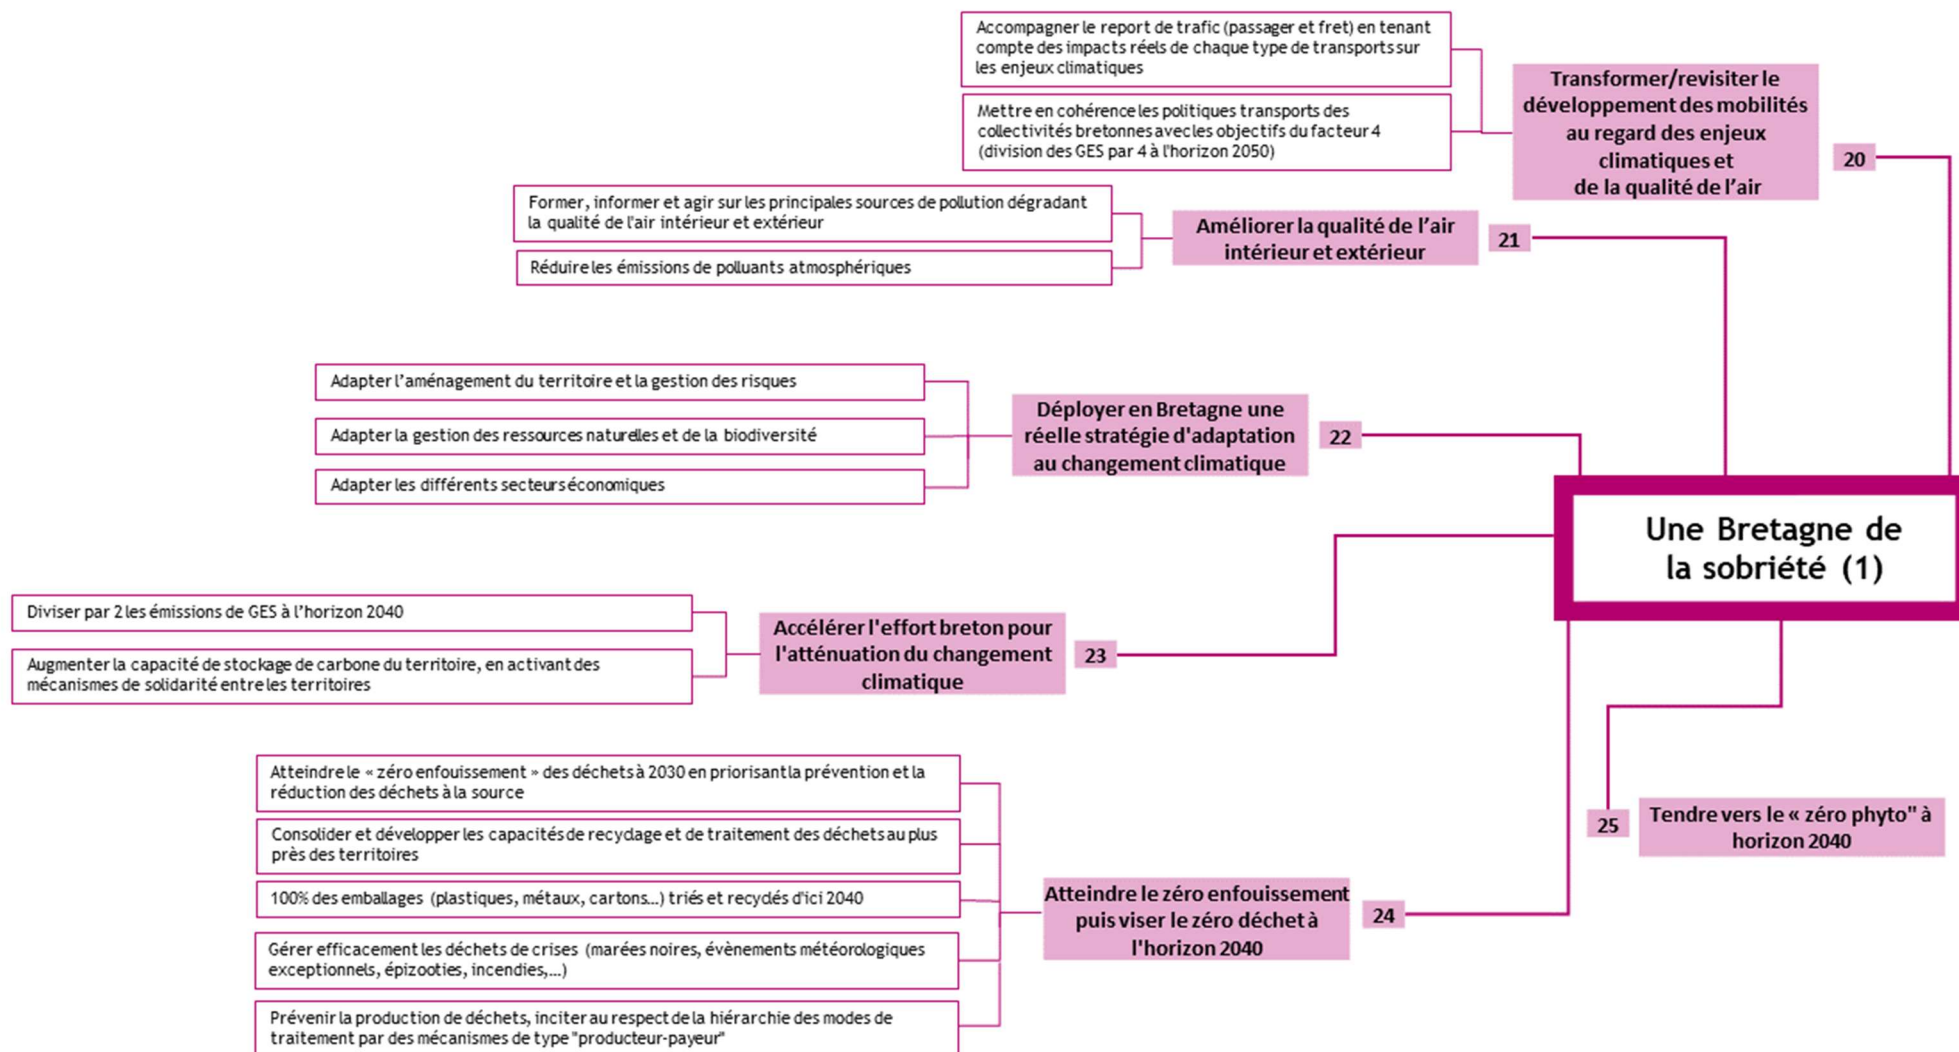 Accompagner le report de trafic (passager et fret) en tenant
compte des impacts réels de chaque type de transports sur
les enjeux climatiques
Mettre en cohérence les politiques transports des
collectivités bretonnes avec les objectifs du facteur 4
(division des GES par 4 à l'horizon 2050)
Transformer/revisiter le
développement des mobilités
au regard des enjeux
climatiques et
de la qualité de l’air
20
Former, informer et agir sur les principales sources de pollution dégradant
la qualité de l'air intérieur et extérieur
Réduire les émissions de polluants atmosphériques
Améliorer la qualité de l’air
intérieur et extérieur
21
Adapter l’aménagement du territoire et la gestion des risques
Adapter la gestion des ressources naturelles et de la biodiversité
Adapter les différents secteurs économiques
Déployer en Bretagne une
réelle stratégie d'adaptation
au changement climatique
22
Une Bretagne de
la sobriété (1)
Diviser par 2 les émissions de GES à l’horizon 2040
Augmenter la capacité de stockage de carbone du territoire, en activant des
mécanismes de solidarité entre les territoires
Accélérer l'effort breton pour
l'atténuation du changement
climatique
23
Atteindre le « zéro enfouissement » des déchets à 2030 en priorisant la prévention et la
réduction des déchets à la source
Consolider et développer les capacités de recyclage et de traitement des déchets au plus
près des territoires
100% des emballages (plastiques, métaux, cartons…) triés et recyclés d'ici 2040
Gérer efficacement les déchets de crises (marées noires, évènements météorologiques
exceptionnels, épizooties, incendies,…)
Prévenir la production de déchets, inciter au respect de la hiérarchie des modes de
traitement par des mécanismes de type "producteur-payeur"
Atteindre le zéro enfouissement
puis viser le zéro déchet à
l'horizon 2040
24
25
Tendre vers le « zéro phyto" à
horizon 2040